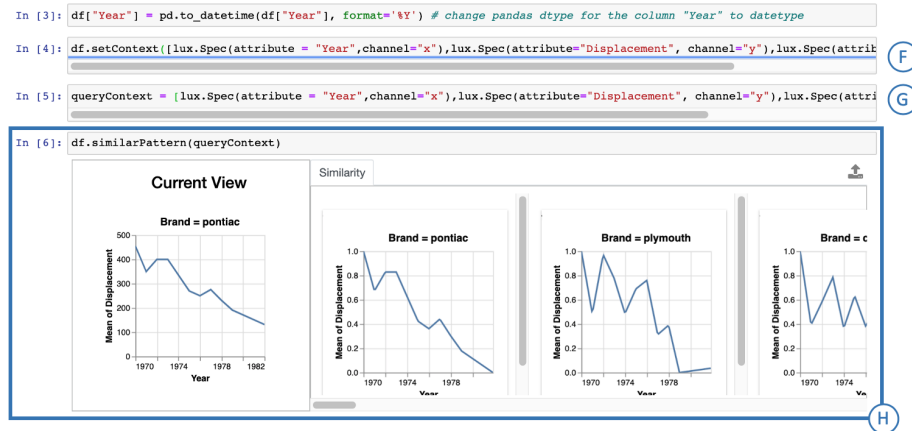 In [3]: df["Year"] = pd.to_datetime(df["Year"], format='%Y') # change pandas dtype for the column "Year" to datetype
In [4]: df.setContext([lux.Spec(attribute = "Year",channel="x"),lux.Spec(attribute="Displacement", channel="y"),lux.Spec(attrib
F
In [5]: queryContext = [lux.Spec(attribute = "Year",channel="x"),lux.Spec(attribute="Displacement", channel="y"),lux.Spec(attri
G
In [6]: df.similarPattern(queryContext)
Current View
Brand = pontiac
500
400
300
200
100
0
Mean of Displacement
1970 1974 1978 1982
Year
Similarity
Brand = pontiac
1.0
0.8
0.6
0.4
0.2
0.0
Mean of Displacement
1970 1974 1978
Brand = plymouth
1.0
0.8
0.6
0.4
0.2
0.0
Mean of Displacement
1970 1974 1978
Brand =
1.0
0.8
0.6
0.4
0.2
0.0
Mean of Displacement
1970 1974
H